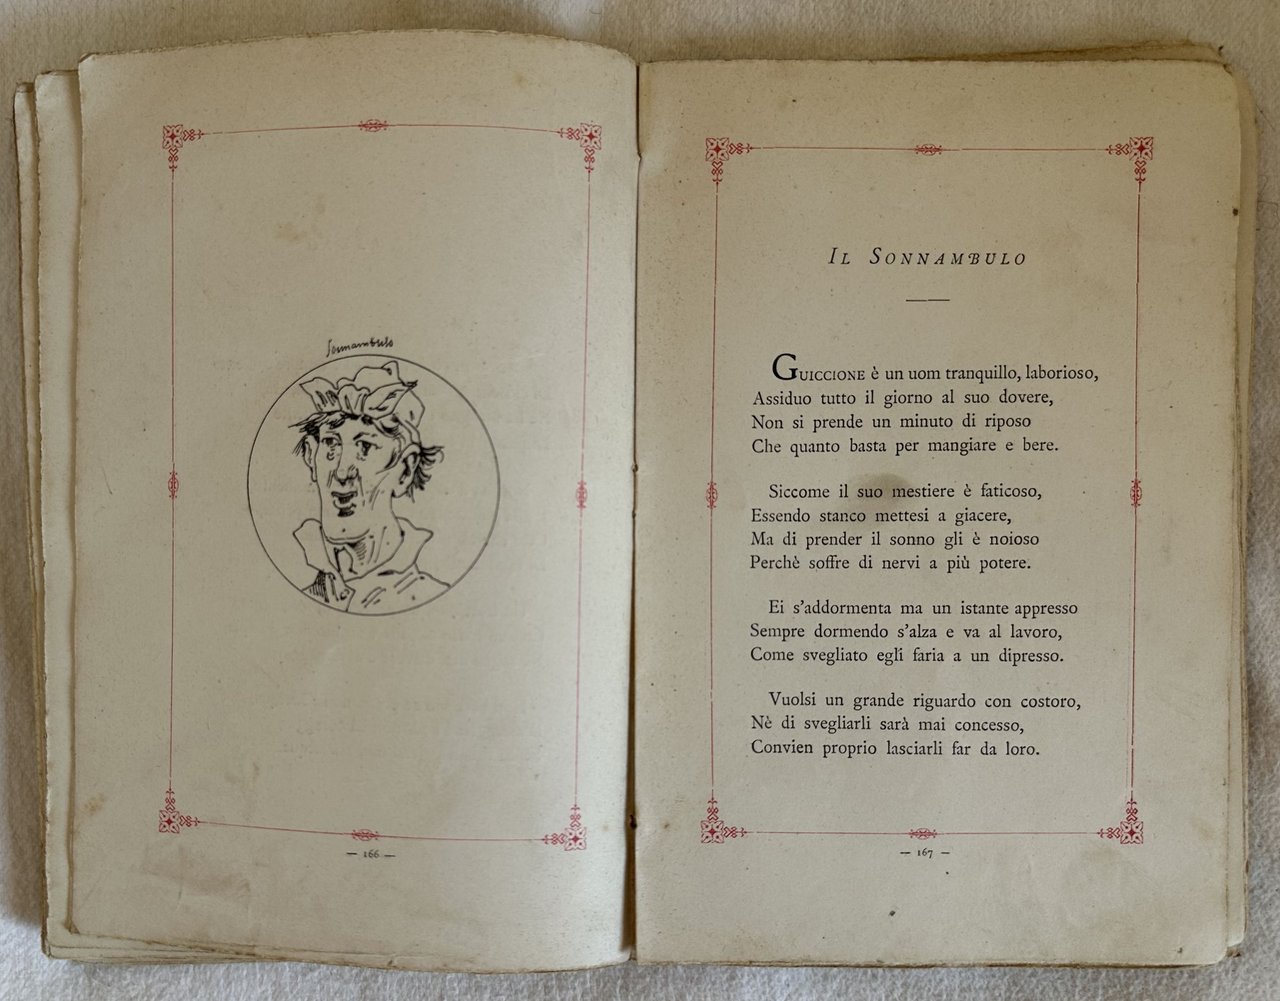 Sonnambulo
— 166 —
Il Sonnambulo
Guiccione è un uom tranquillo, laborioso,
Assiduo tutto il giorno al suo dovere,
Non si prende un minuto di riposo
Che quanto basta per mangiare e bere.
Siccome il suo mestiere è faticoso,
Essendo stanco mettesi a giacere,
Ma di prender il sonno gli è noioso
Perchè soffre di nervi a più potere.
Ei s'addormenta ma un istante appresso
Sempre dormendo s'alza e va al lavoro,
Come svegliato egli faria a un dipresso.
Vuolsi un grande riguardo con costoro,
Nè di svegliarli sarà mai concesso,
Convien proprio lasciarli far da loro.
— 167 —